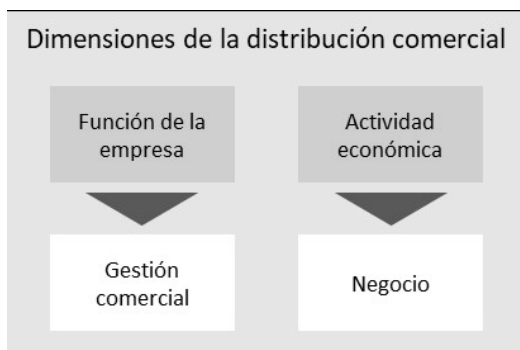 Dimensiones de la distribución comercial
Función de la
empresa
Actividad
económica
Gestión
comercial
Negocio